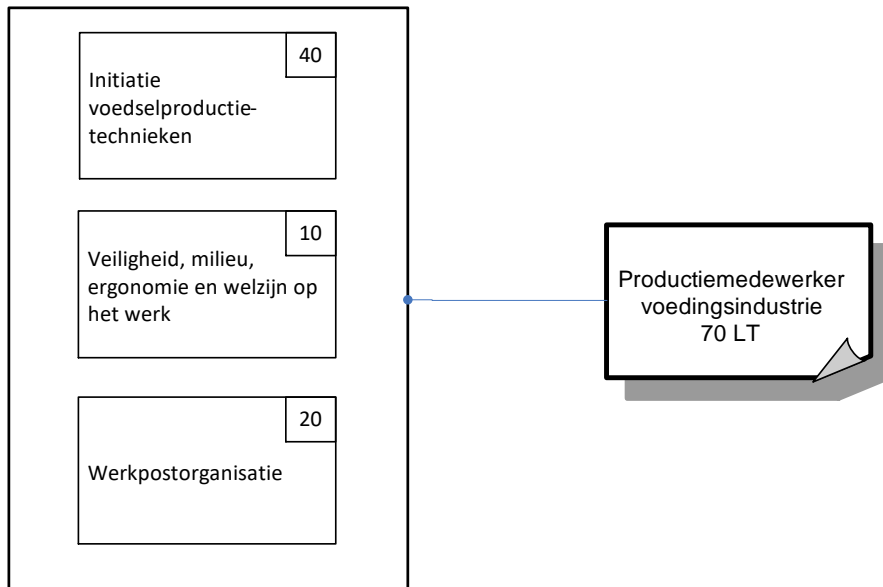 40
Initiatie
voedselproductie-
technieken
10
Veiligheid, milieu,
ergonomie en welzijn op
het werk
20
Werkpostorganisatie
Productiemedewerker
voedingsindustrie
70 LT